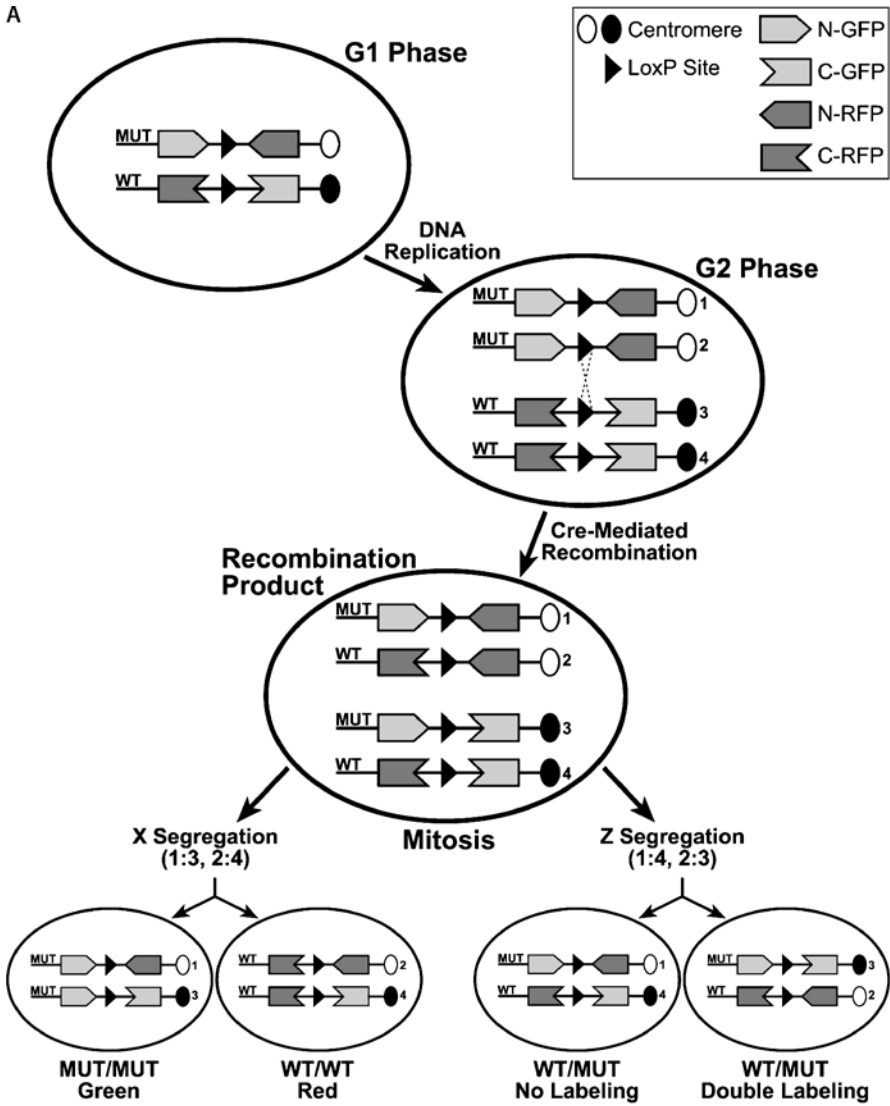 A
G1 Phase
Centromere
LoxP Site
N-GFP
C-GFP
N-RFP
C-RFP
MUT
WT
DNA
Replication
G2 Phase
MUT 1
MUT 2
WT 3
WT 4
Cre-Mediated
Recombination
Recombination
Product
MUT 1
WT 2
MUT 3
WT 4
Mitosis
X Segregation
(1:3, 2:4)
Z Segregation
(1:4, 2:3)
MUT 1
MUT 3
WT 2
WT 4
MUT 1
WT 4
MUT 3
WT 2
MUT/MUT
Green
WT/WT
Red
WT/MUT
No Labeling
WT/MUT
Double Labeling